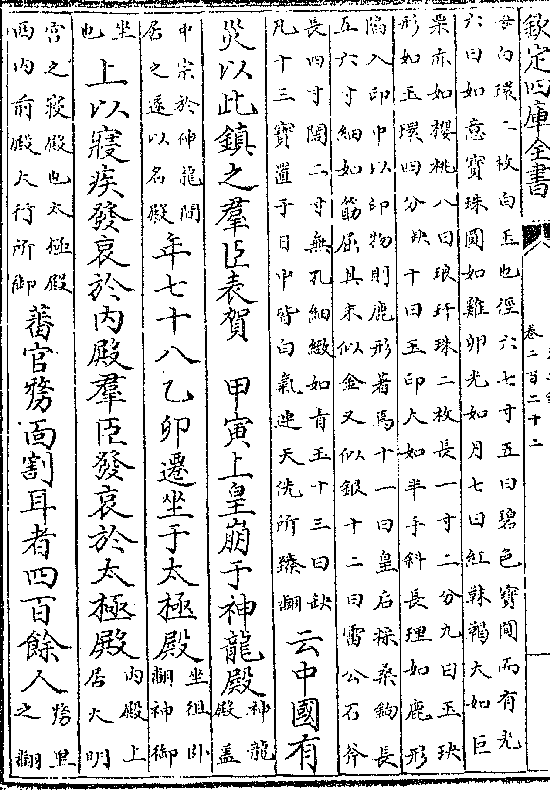 欽定四庫全書
卷二百二十二
母白環二枚白玉也徑六七寸五曰碧色寶間而有光
六曰如意寶珠圓如雞卵光如月七曰紅靺鞨大如巨
栗赤如櫻桃八曰琅玕珠二枚長一寸二分九曰玉玦
形如玉環四分缺十曰玉印大如半手斜長理如鹿形
陷入印中以印物則鹿形著焉十一曰皇后採桑鉤長
五六寸細如筯屈其末似金又似銀十二曰雷公石斧
長四寸闊二寸無孔細緻如青玉十三曰缺
凡十三寶置于日中皆白氣連天侁所臻翻
云中國有
災以此鎮之羣臣表賀 甲寅上皇崩于神龍殿
神龍
殿蓋
中宗於神龍間
居之遂以名殿
年七十八乙卯遷坐于太極殿
坐徂卧
翻神御
坐
也
上以寢疾發哀於内殿羣臣發哀於太極殿
内殿上
居大明
宮之寢殿也太極殿
西内前殿大行所御
蕃官剺面割耳者四百餘人
剺里
之翻